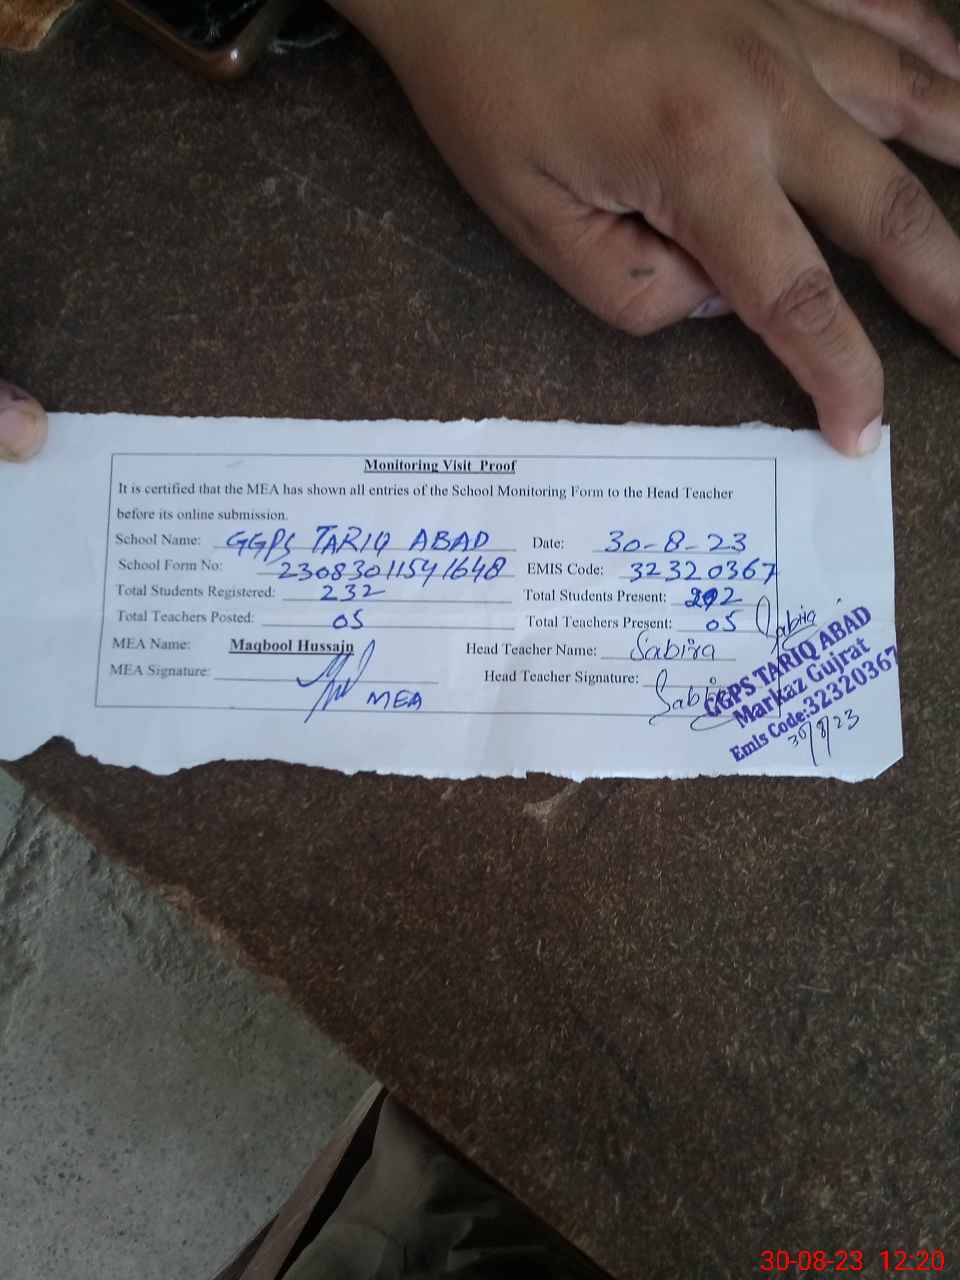 Monitoring Visit Proof
It is certified that the MEA has shown all entries of the School Monitoring Form to the Head Teacher
before its online submission.
School Name: GGPS TARIQ ABAD Date: 30-8-23
School Form No: 23083011541648 EMIS Code: 32320367
Total Students Registered: 232 Total Students Present:
Total Teachers Posted: 05 Total Teachers Present: 05 Sabira
MEA Name: Maqbool Hussain Head Teacher Name: Sabira
MEA Signature: MEA Head Teacher Signature: Sabira
GGPS TARIQ ABAD
Markaz Gujrat
Emis Code:32320367
30/8/23
30-08-23 12:20